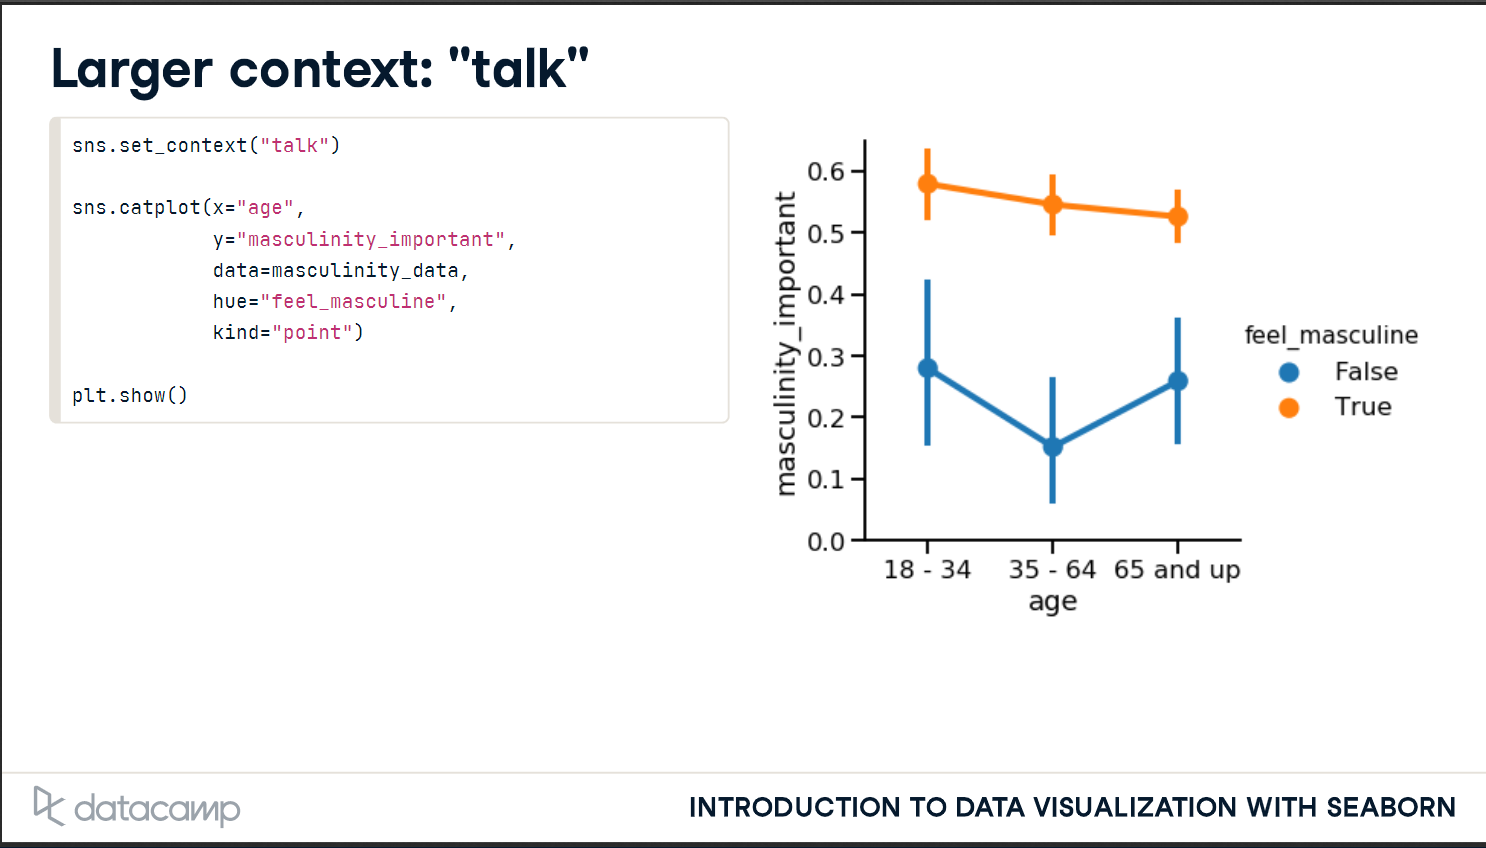 Larger context: "talk"
sns.set_context("talk")
sns.catplot(x="age",
            y="masculinity_important",
            data=masculinity_data,
            hue="feel_masculine",
            kind="point")
plt.show()
masculinity_important
0.6
0.5
0.4
0.3
0.2
0.1
0.0
18 - 34 35 - 64 65 and up
age
feel_masculine
False
True
datacamp
INTRODUCTION TO DATA VISUALIZATION WITH SEABORN